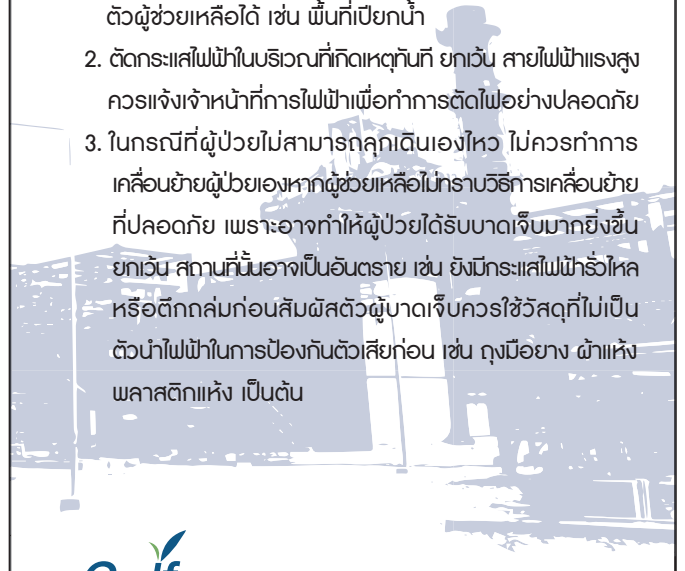 ตัวผู้ช่วยเหลือได้ เช่น พื้นที่เปียกน้ำ
2. ตัดกระแสไฟฟ้าในบริเวณที่เกิดเหตุทันที ยกเว้น สายไฟฟ้าแรงสูง
ควรแจ้งเจ้าหน้าที่การไฟฟ้าเพื่อทำการตัดไฟอย่างปลอดภัย
3. ในกรณีที่ผู้ป่วยไม่สามารถลุกเดินเองไหว ไม่ควรทำการ
เคลื่อนย้ายผู้ป่วยเองหากผู้ช่วยเหลือไม่ทราบวิธีการเคลื่อนย้าย
ที่ปลอดภัย เพราะอาจทำให้ผู้ป่วยได้รับบาดเจ็บมากยิ่งขึ้น
ยกเว้น สถานที่นั้นอาจเป็นอันตราย เช่น ยังมีกระแสไฟฟ้ารั่วไหล
หรือตึกถล่มก่อนสัมผัสตัวผู้บาดเจ็บควรใช้วัสดุที่ไม่เป็น
ตัวนำไฟฟ้าในการป้องกันตัวเสียก่อน เช่น ถุงมือยาง ผ้าแห้ง
พลาสติกแห้ง เป็นต้น